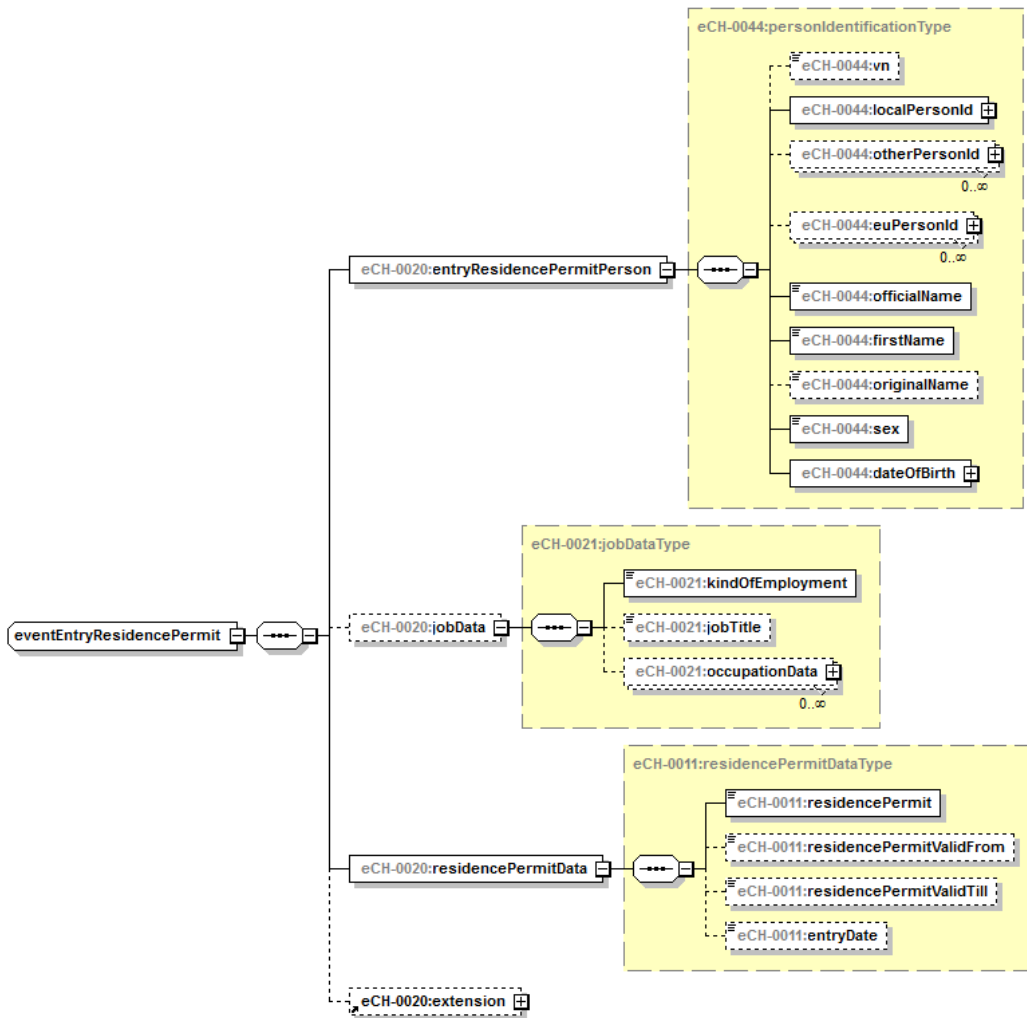 eCH-0044:personIdentificationType
eCH-0044:vn
eCH-0044:localPersonId
eCH-0044:otherPersonId
0..∞
eCH-0044:euPersonId
0..∞
eCH-0020:entryResidencePermitPerson
eCH-0044:officialName
eCH-0044:firstName
eCH-0044:originalName
eCH-0044:sex
eCH-0044:dateOfBirth
eCH-0021:jobDataType
eCH-0021:kindOfEmployment
eventEntryResidencePermit
eCH-0020:jobData
eCH-0021:jobTitle
eCH-0021:occupationData
0..∞
eCH-0011:residencePermitDataType
eCH-0011:residencePermit
eCH-0011:residencePermitValidFrom
eCH-0020:residencePermitData
eCH-0011:residencePermitValidTill
eCH-0011:entryDate
eCH-0020:extension